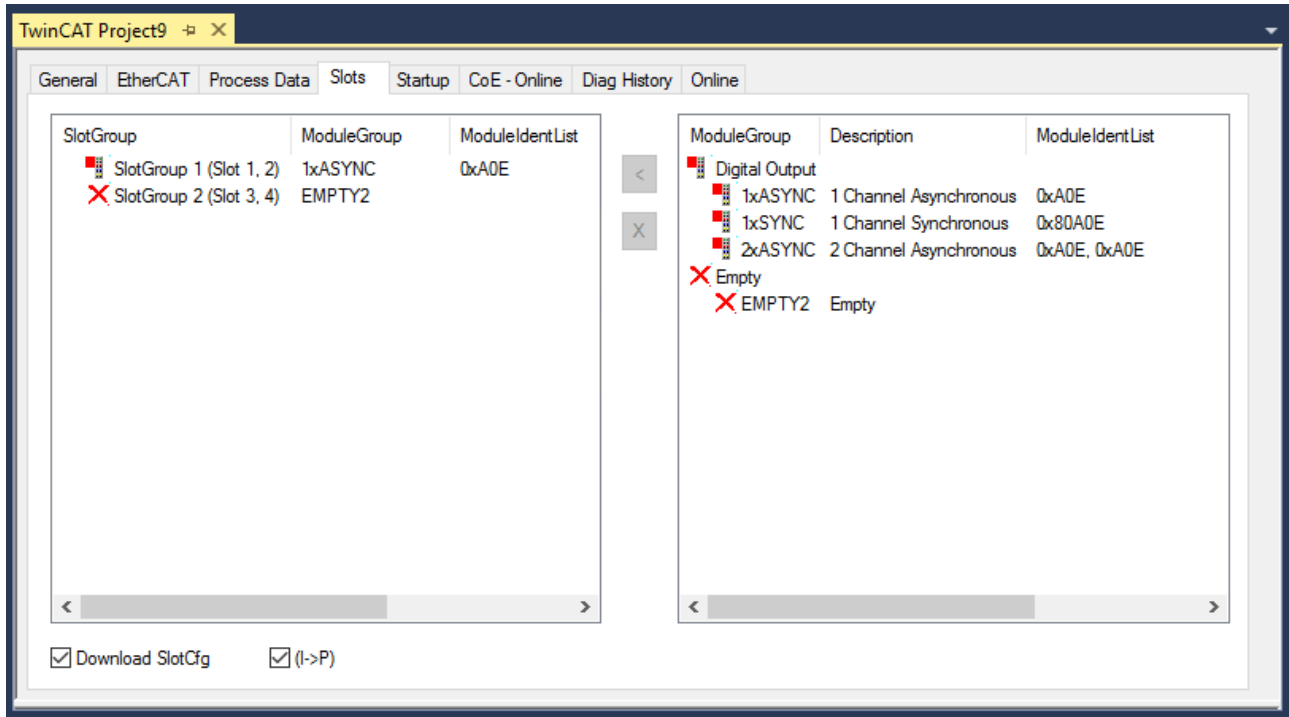 TwinCAT Project9
General EtherCAT Process Data Slots Startup CoE - Online Diag History Online
SlotGroup ModuleGroup ModuleIdentList
SlotGroup 1 (Slot 1, 2) 1xASYNC 0xA0E
SlotGroup 2 (Slot 3, 4) EMPTY2
<
X
ModuleGroup Description ModuleIdentList
Digital Output
1xASYNC 1 Channel Asynchronous 0xA0E
1xSYNC 1 Channel Synchronous 0x80A0E
2xASYNC 2 Channel Asynchronous 0xA0E, 0xA0E
Empty
EMPTY2 Empty
Download SlotCfg (I->P)